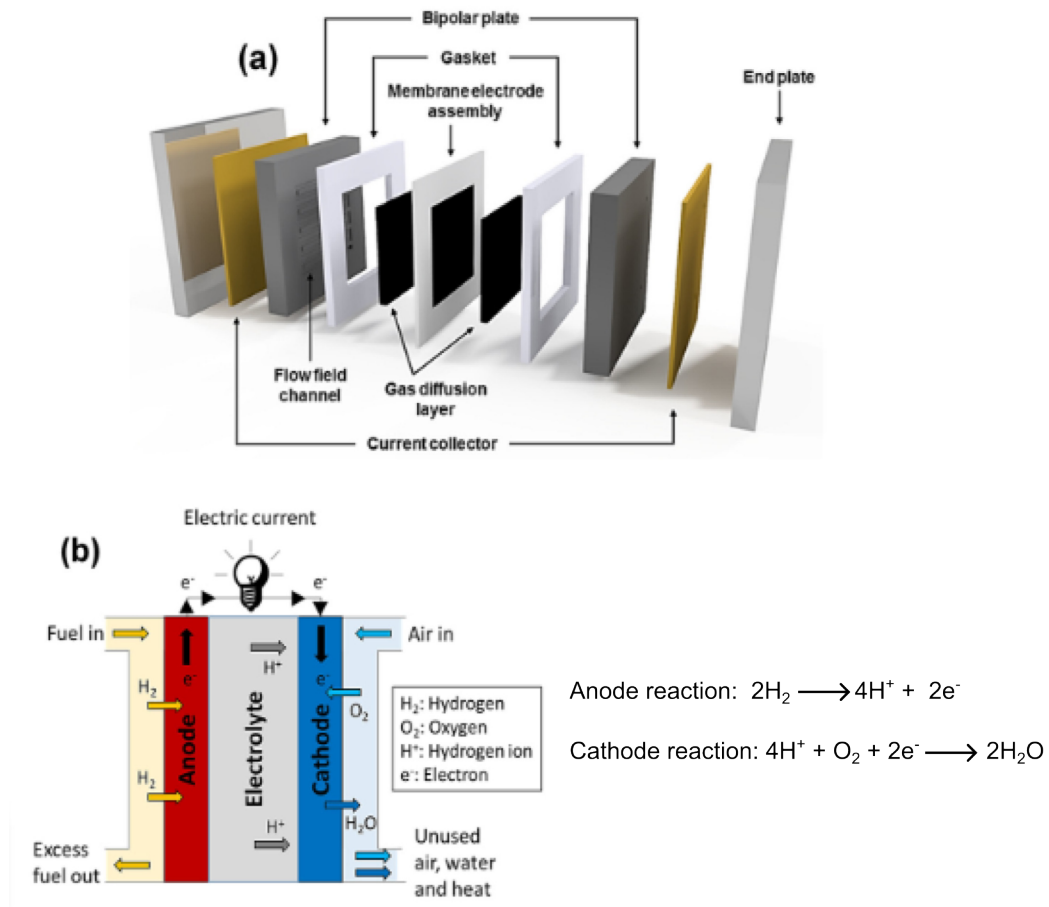 (a)
Bipolar plate
Gasket
Membrane electrode
assembly
End plate
Flow field
channel
Gas diffusion
layer
Current collector
(b)
Electric current
e⁻
e⁻
Fuel in
Air in
H⁺
e⁻
e⁻
H₂
O₂
Anode
Electrolyte
Cathode
H₂
H⁺
H₂O
Excess
fuel out
Unused
air, water
and heat
H₂: Hydrogen
O₂: Oxygen
H⁺: Hydrogen ion
e⁻: Electron
Anode reaction: 2H₂ ⟶ 4H⁺ + 2e⁻
Cathode reaction: 4H⁺ + O₂ + 2e⁻ ⟶ 2H₂O